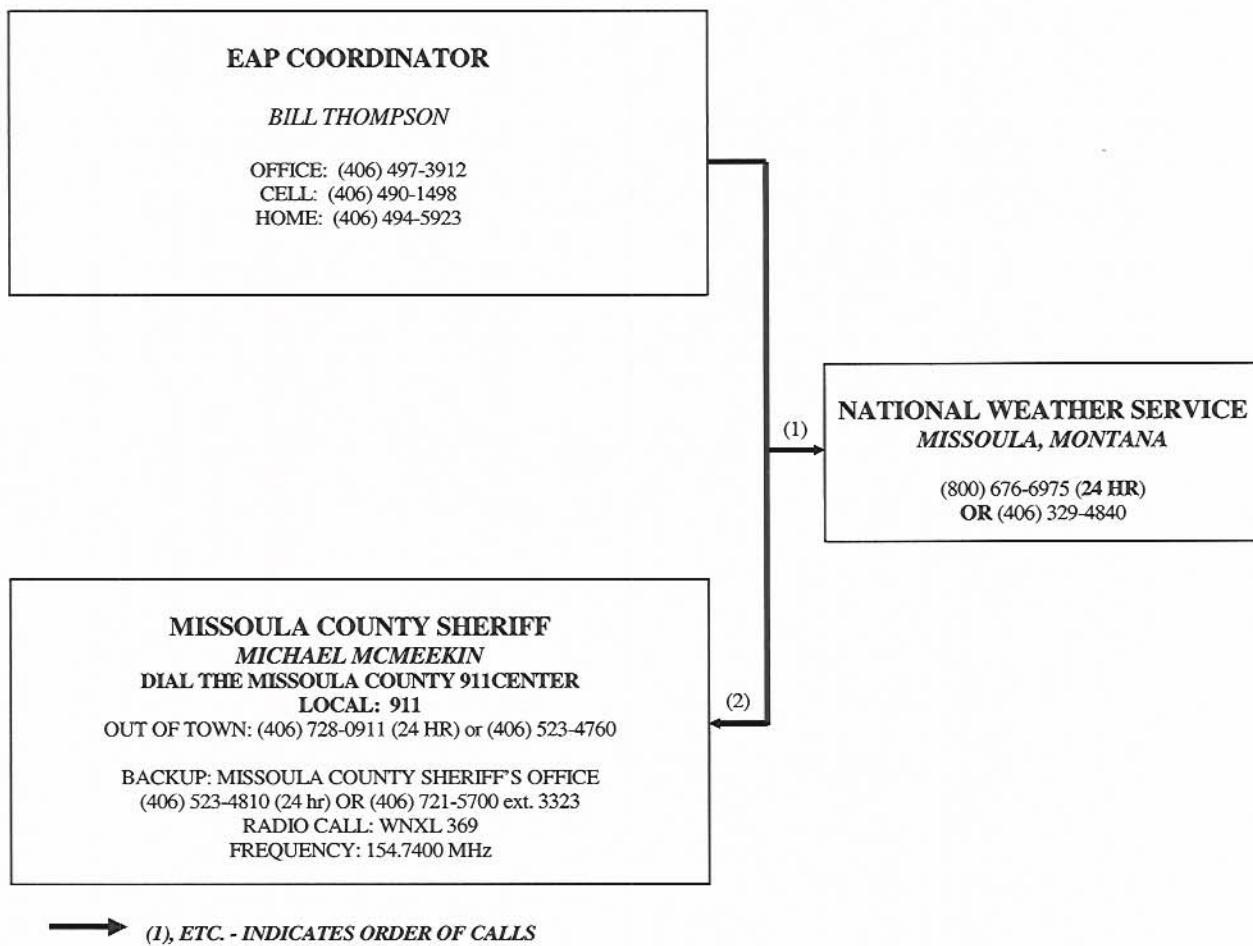 EAP COORDINATOR
BILL THOMPSON
OFFICE: (406) 497-3912
CELL: (406) 490-1498
HOME: (406) 494-5923
(1)
NATIONAL WEATHER SERVICE
MISSOULA, MONTANA
(800) 676-6975 (24 HR)
OR (406) 329-4840
MISSOULA COUNTY SHERIFF
MICHAEL MCMEEKIN
DIAL THE MISSOULA COUNTY 911CENTER
LOCAL: 911
OUT OF TOWN: (406) 728-0911 (24 HR) or (406) 523-4760
(2)
BACKUP: MISSOULA COUNTY SHERIFF'S OFFICE
(406) 523-4810 (24 hr) OR (406) 721-5700 ext. 3323
RADIO CALL: WNXL 369
FREQUENCY: 154.7400 MHz
(1), ETC. - INDICATES ORDER OF CALLS